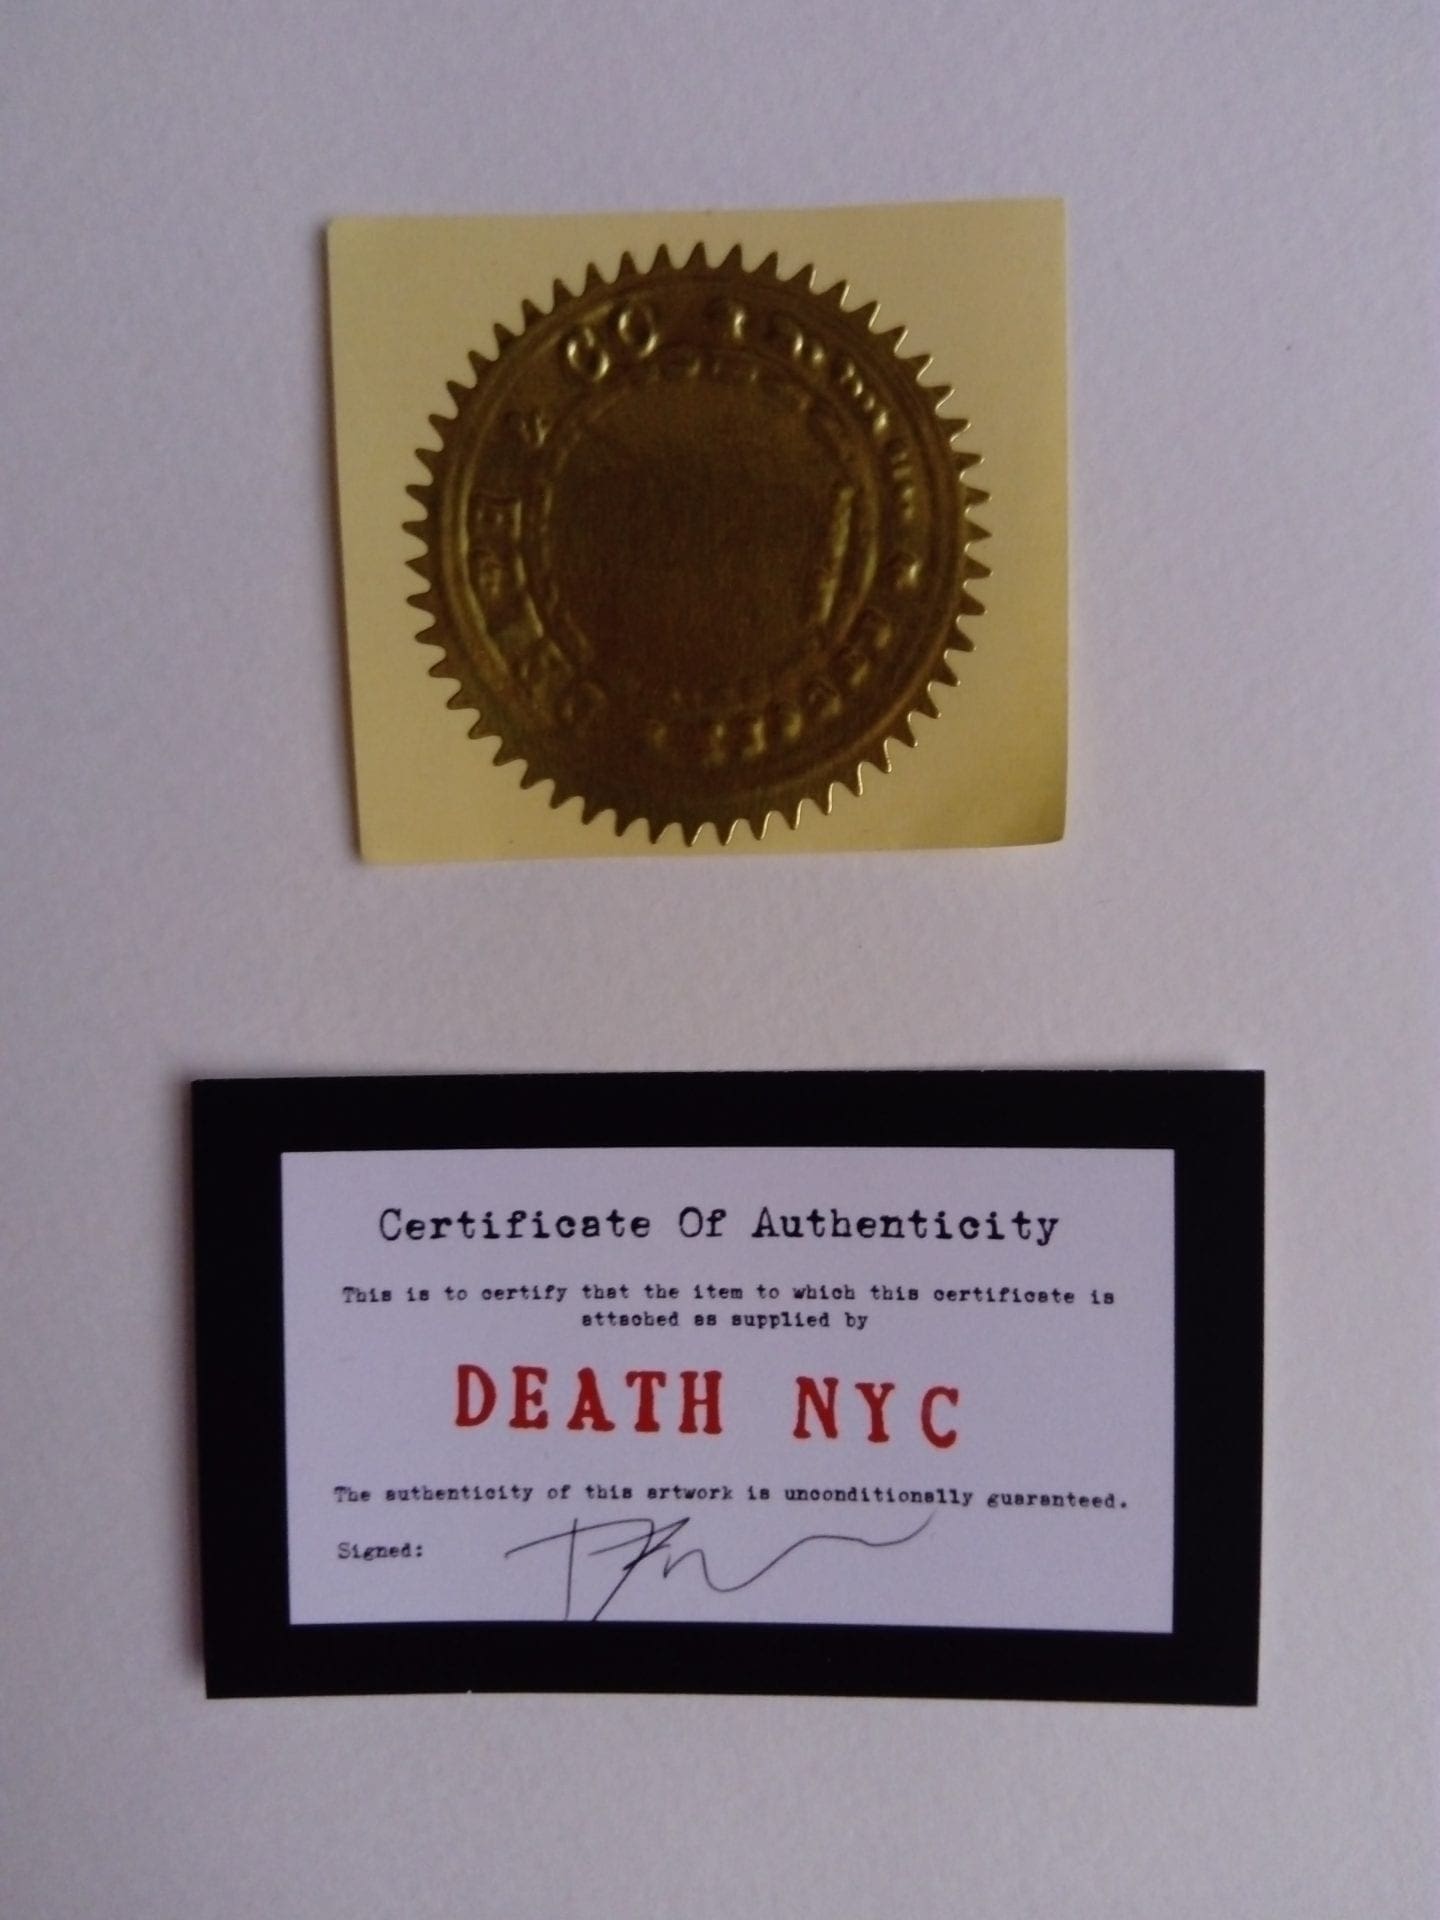 Certificate Of Authenticity
This is to certify that the item to which this certificate is
attached as supplied by
DEATH NYC
The authenticity of this artwork is unconditionally guaranteed.
Signed: